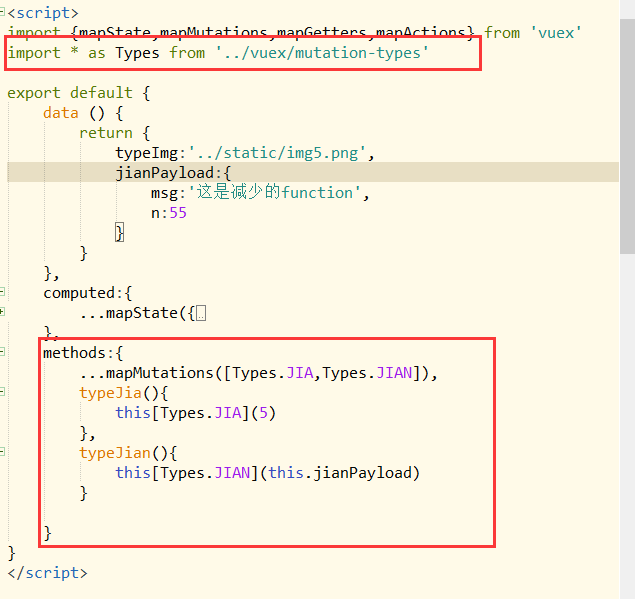 <script>
import {mapState,mapMutations,mapGetters,mapActions} from 'vuex'
import * as Types from '../vuex/mutation-types'
export default {
data () {
return {
typeImg:'../static/img5.png',
jianPayload:{
msg:'这是减少的function',
n:55
}
}
},
computed:{
...mapState({..
},
methods:{
...mapMutations([Types.JIA,Types.JIAN]),
typeJia(){
this[Types.JIA](5)
},
typeJian(){
this[Types.JIAN](this.jianPayload)
}
}
}
</script>